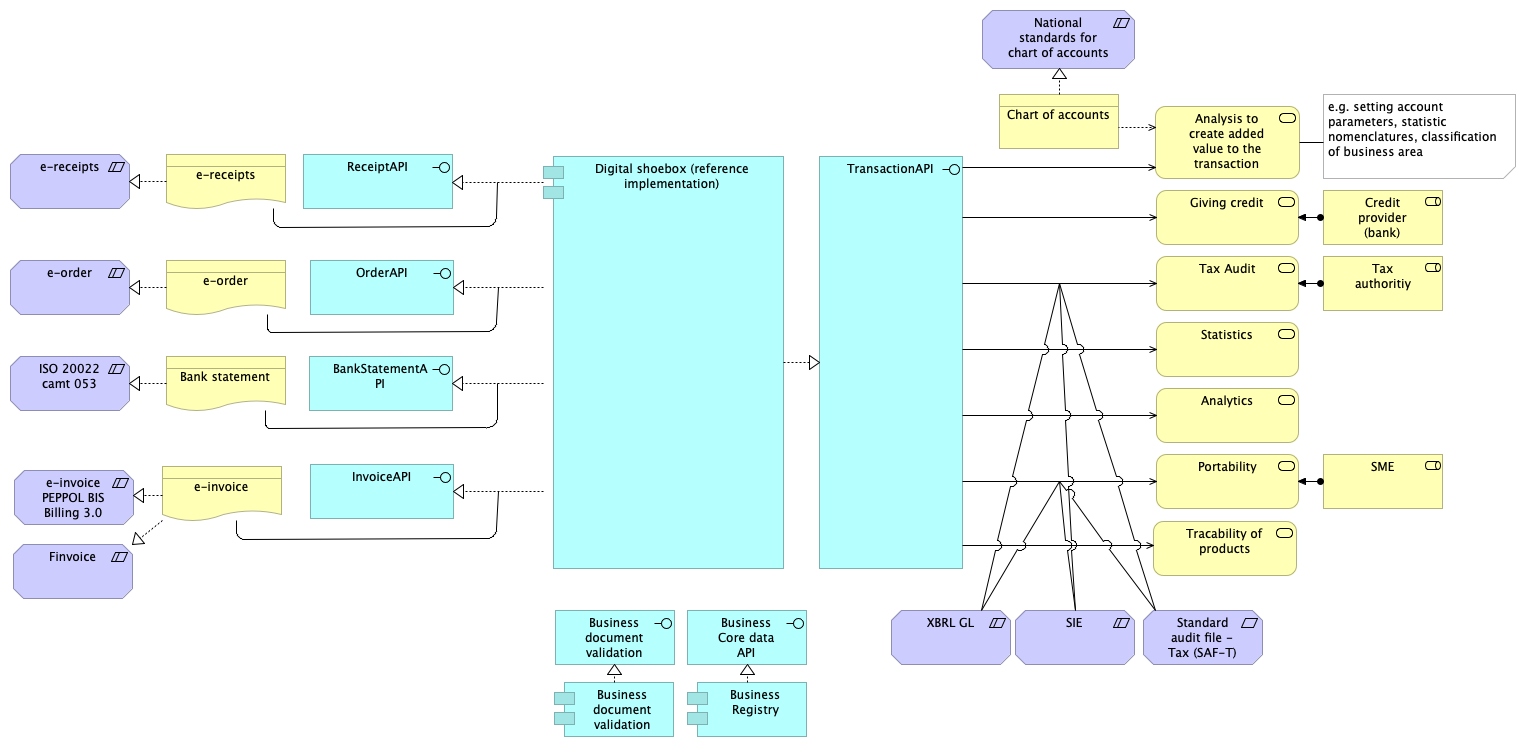 National
standards for
chart of accounts
Chart of accounts
Analysis to
create added
value to the
transaction
e.g. setting account
parameters, statistic
nomenclatures, classification
of business area
e-receipts
e-receipts
ReceiptAPI
Digital shoebox (reference
implementation)
TransactionAPI
Giving credit
Credit
provider
(bank)
e-order
e-order
OrderAPI
Tax Audit
Tax
authoritiy
Statistics
ISO 20022
camt 053
Bank statement
BankStatementA
PI
Analytics
e-invoice
PEPPOL BIS
Billing 3.0
e-invoice
InvoiceAPI
Portability
SME
Finvoice
Tracability of
products
Business
document
validation
Business
Core data
API
XBRL GL
SIE
Standard
audit file -
Tax (SAF-T)
Business
document
validation
Business
Registry